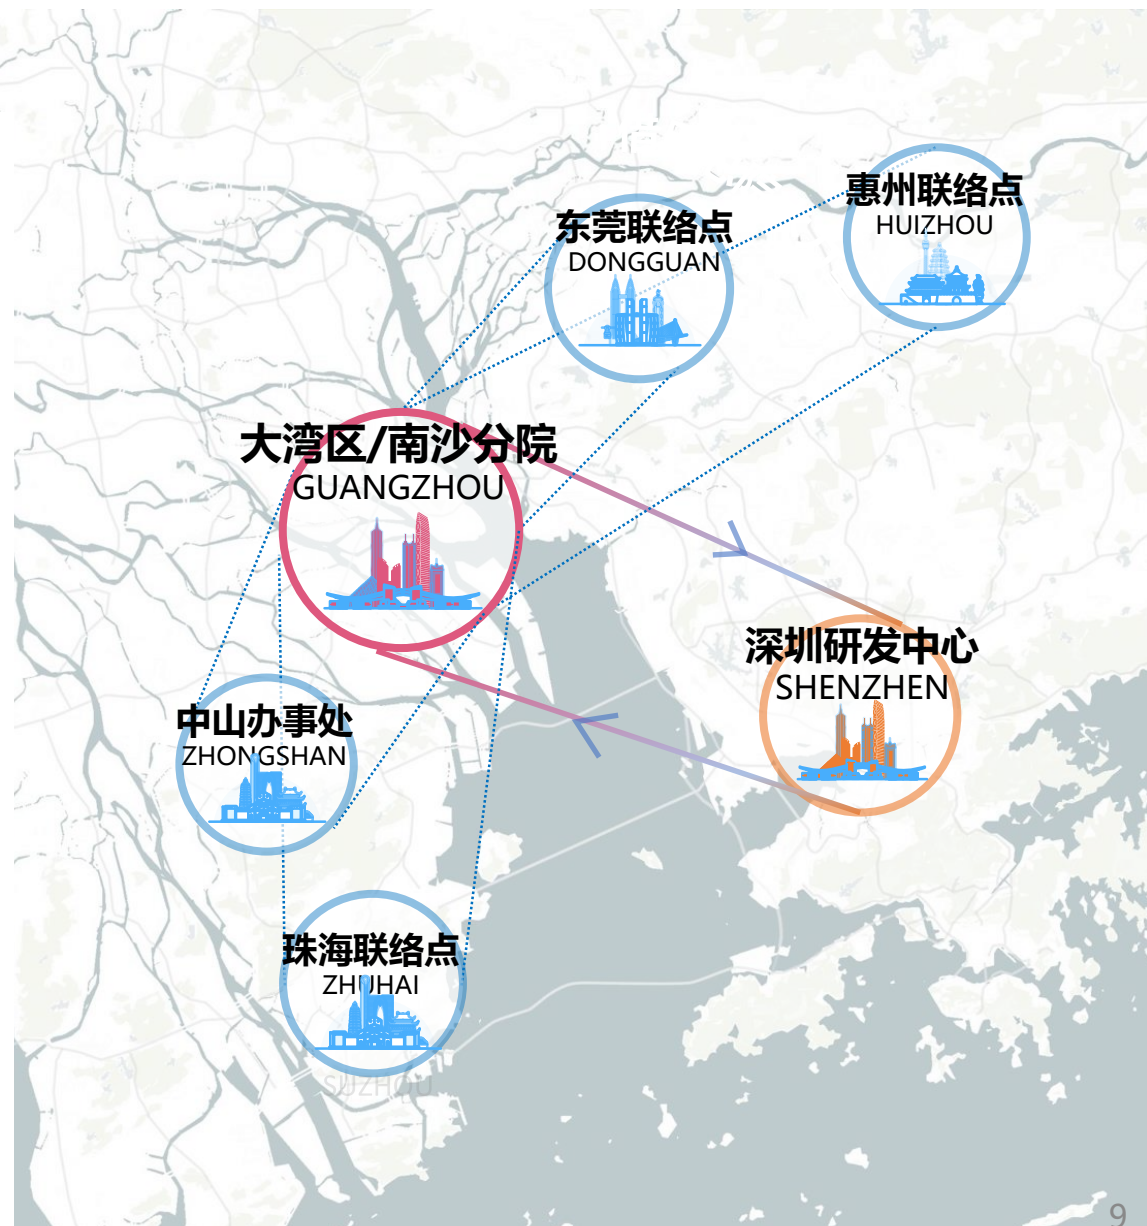 惠州联络点
HUIZHOU
东莞联络点
DONGGUAN
大湾区/南沙分院
GUANGZHOU
深圳研发中心
SHENZHEN
中山办事处
ZHONGSHAN
珠海联络点
ZHUHAI
SUZHOU
9